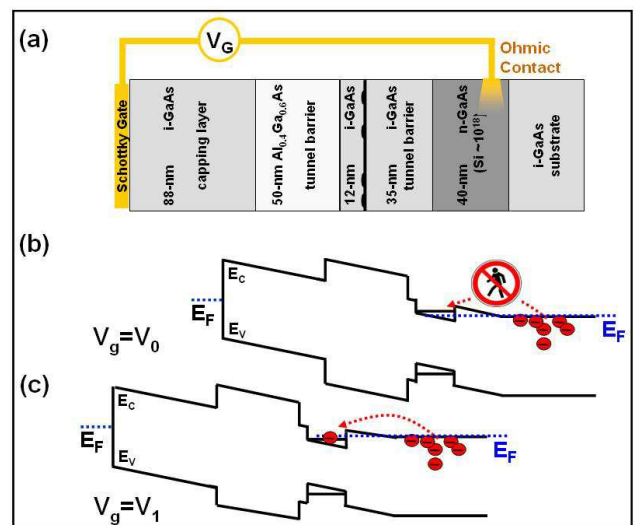 (a)
V_G
Ohmic
Contact
Schottky Gate
88-nm i-GaAs
capping layer
50-nm Al0.4Ga0.6As
tunnel barrier
12-nm i-GaAs
35-nm i-GaAs
tunnel barrier
40-nm n-GaAs
(Si ~10^18)
i-GaAs
substrate
(b)
E_C
E_F
E_V
V_g=V_0
E_F
(c)
E_C
E_F
E_V
E_F
V_g=V_1